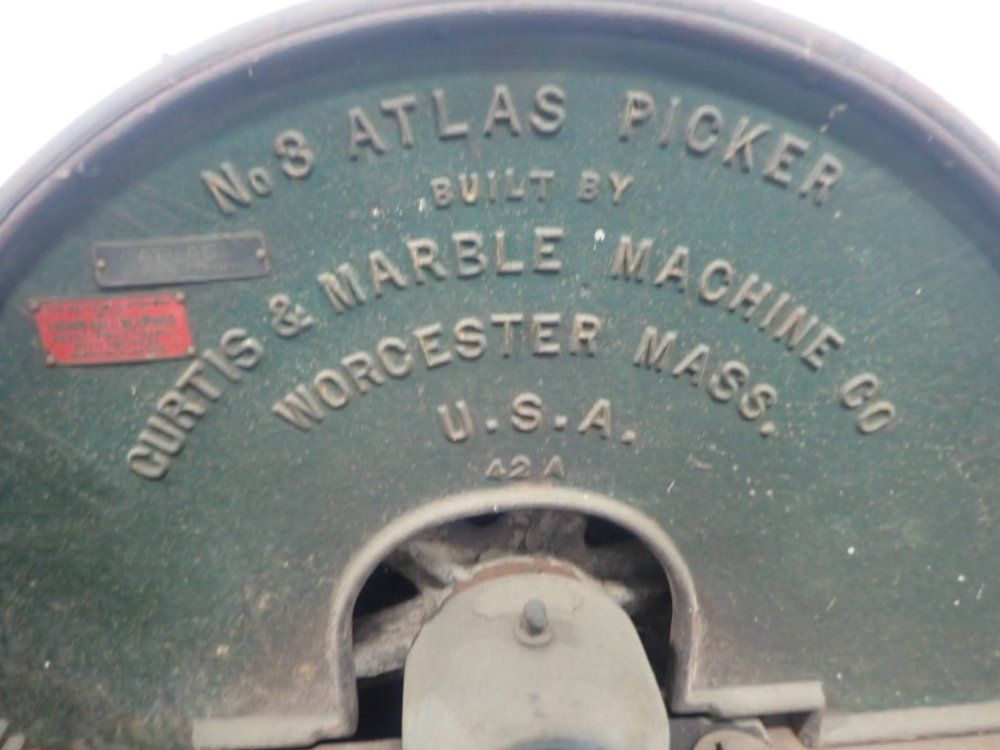 No 3 ATLAS PICKER
BUILT BY
CURTIS & MARBLE MACHINE CO
WORCESTER MASS.
U.S.A.
42 A